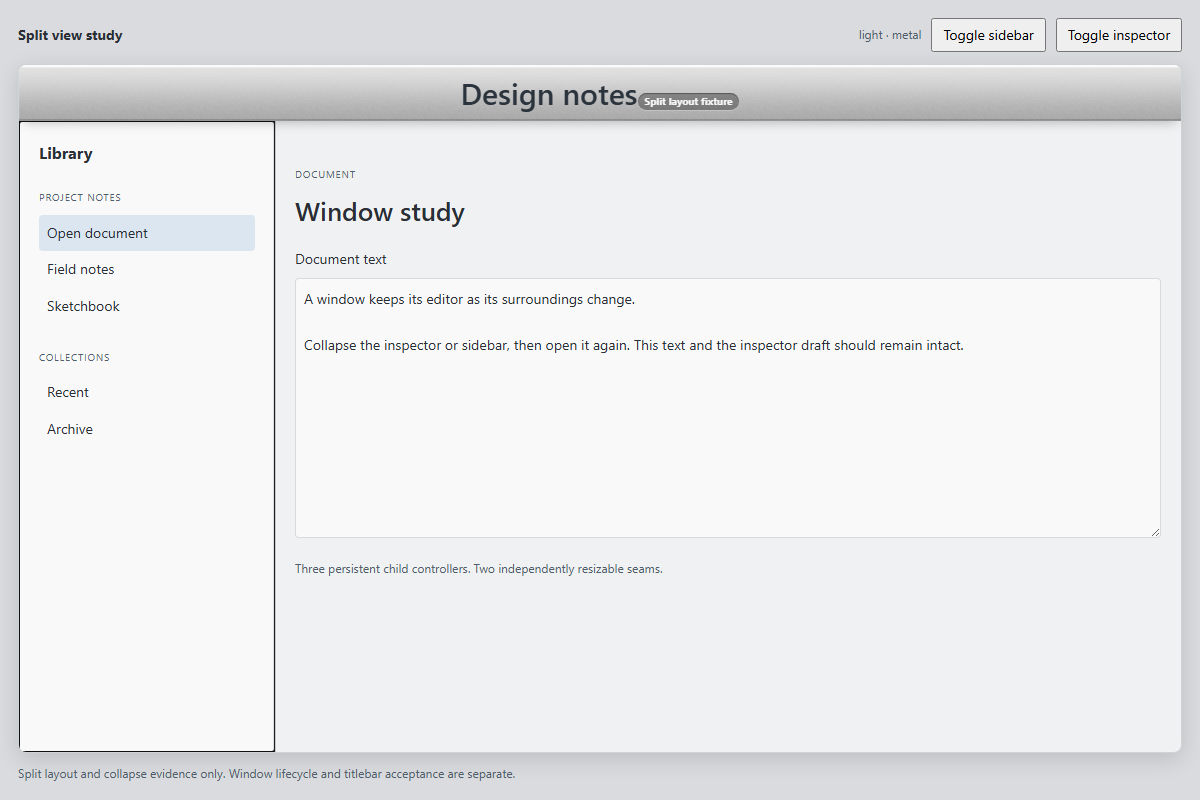 Split view study
light · metal
Toggle sidebar
Toggle inspector
Design notes
Split layout fixture
Library
PROJECT NOTES
Open document
Field notes
Sketchbook
COLLECTIONS
Recent
Archive
DOCUMENT
Window study
Document text
A window keeps its editor as its surroundings change.
Collapse the inspector or sidebar, then open it again. This text and the inspector draft should remain intact.
Three persistent child controllers. Two independently resizable seams.
Split layout and collapse evidence only. Window lifecycle and titlebar acceptance are separate.